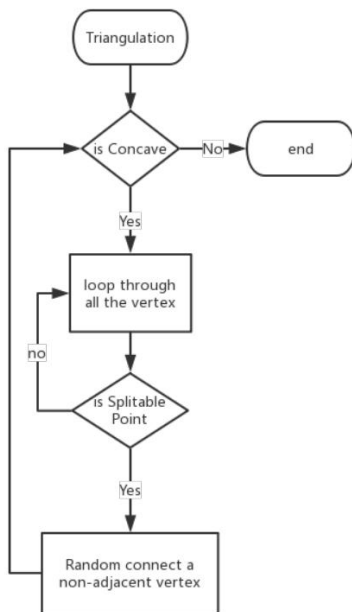 Triangulation
is Concave
No
end
Yes
loop through
all the vertex
no
is Splitable
Point
Yes
Random connect a
non-adjacent vertex